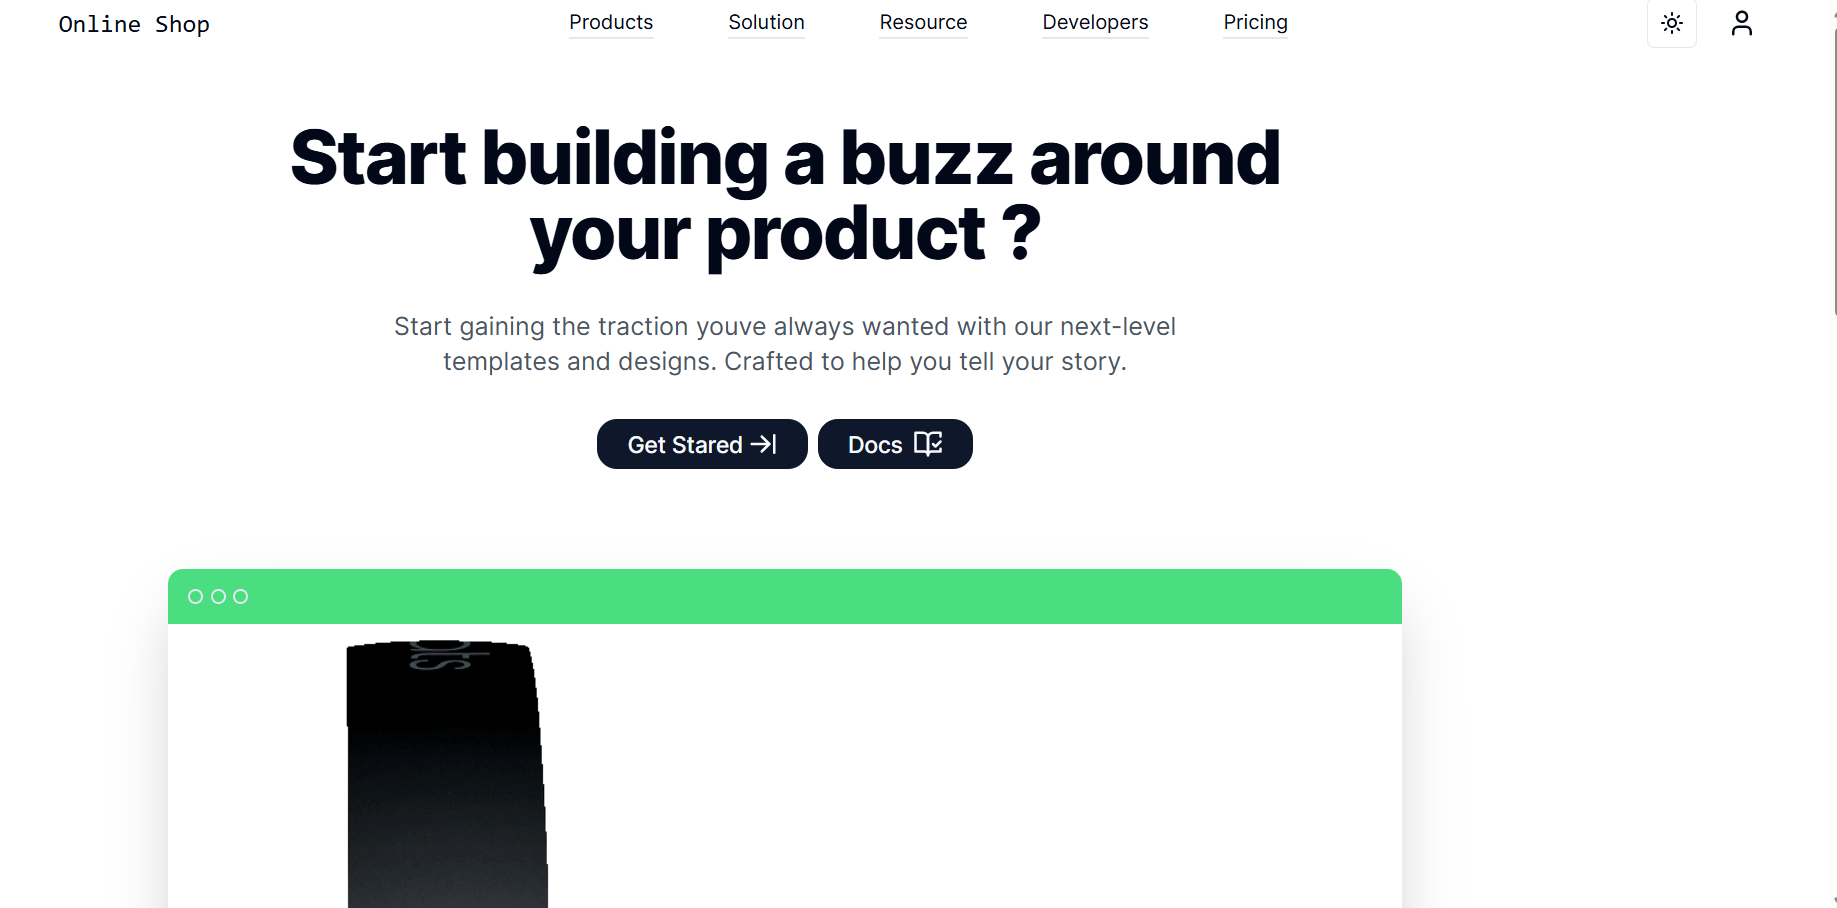 Online Shop
Products
Solution
Resource
Developers
Pricing
Start building a buzz around
your product ?
Start gaining the traction youve always wanted with our next-level
templates and designs. Crafted to help you tell your story.
Get Stared
Docs